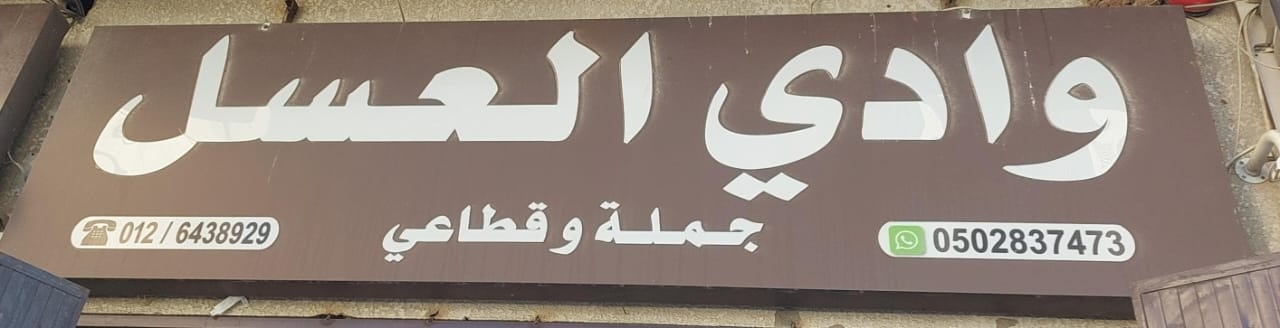 وادي العسل
جملة وقطاعي
0502837473
012 / 6438929